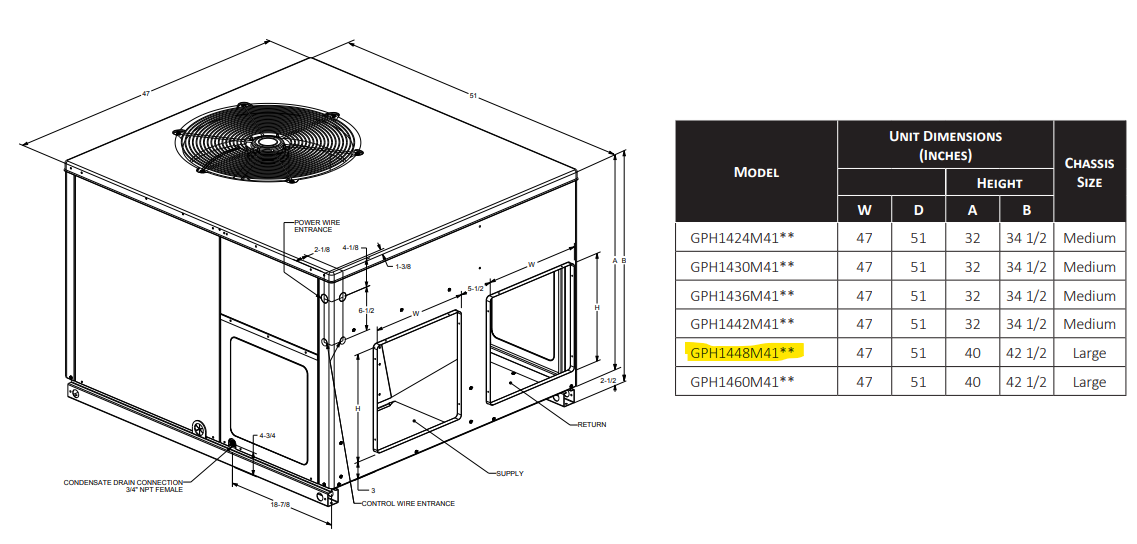 47
51
POWER WIRE
ENTRANCE
2-1/8
4-1/8
1-3/8
W
A
B
5-1/2
H
6-1/2
W
2-1/2
H
RETURN
4-3/4
SUPPLY
CONDENSATE DRAIN CONNECTION
3/4" NPT FEMALE
3
CONTROL WIRE ENTRANCE
18-7/8
MODEL
UNIT DIMENSIONS
(INCHES)
CHASSIS
SIZE
HEIGHT
W D A B
GPH1424M41** 47 51 32 34 1/2 Medium
GPH1430M41** 47 51 32 34 1/2 Medium
GPH1436M41** 47 51 32 34 1/2 Medium
GPH1442M41** 47 51 32 34 1/2 Medium
GPH1448M41** 47 51 40 42 1/2 Large
GPH1460M41** 47 51 40 42 1/2 Large